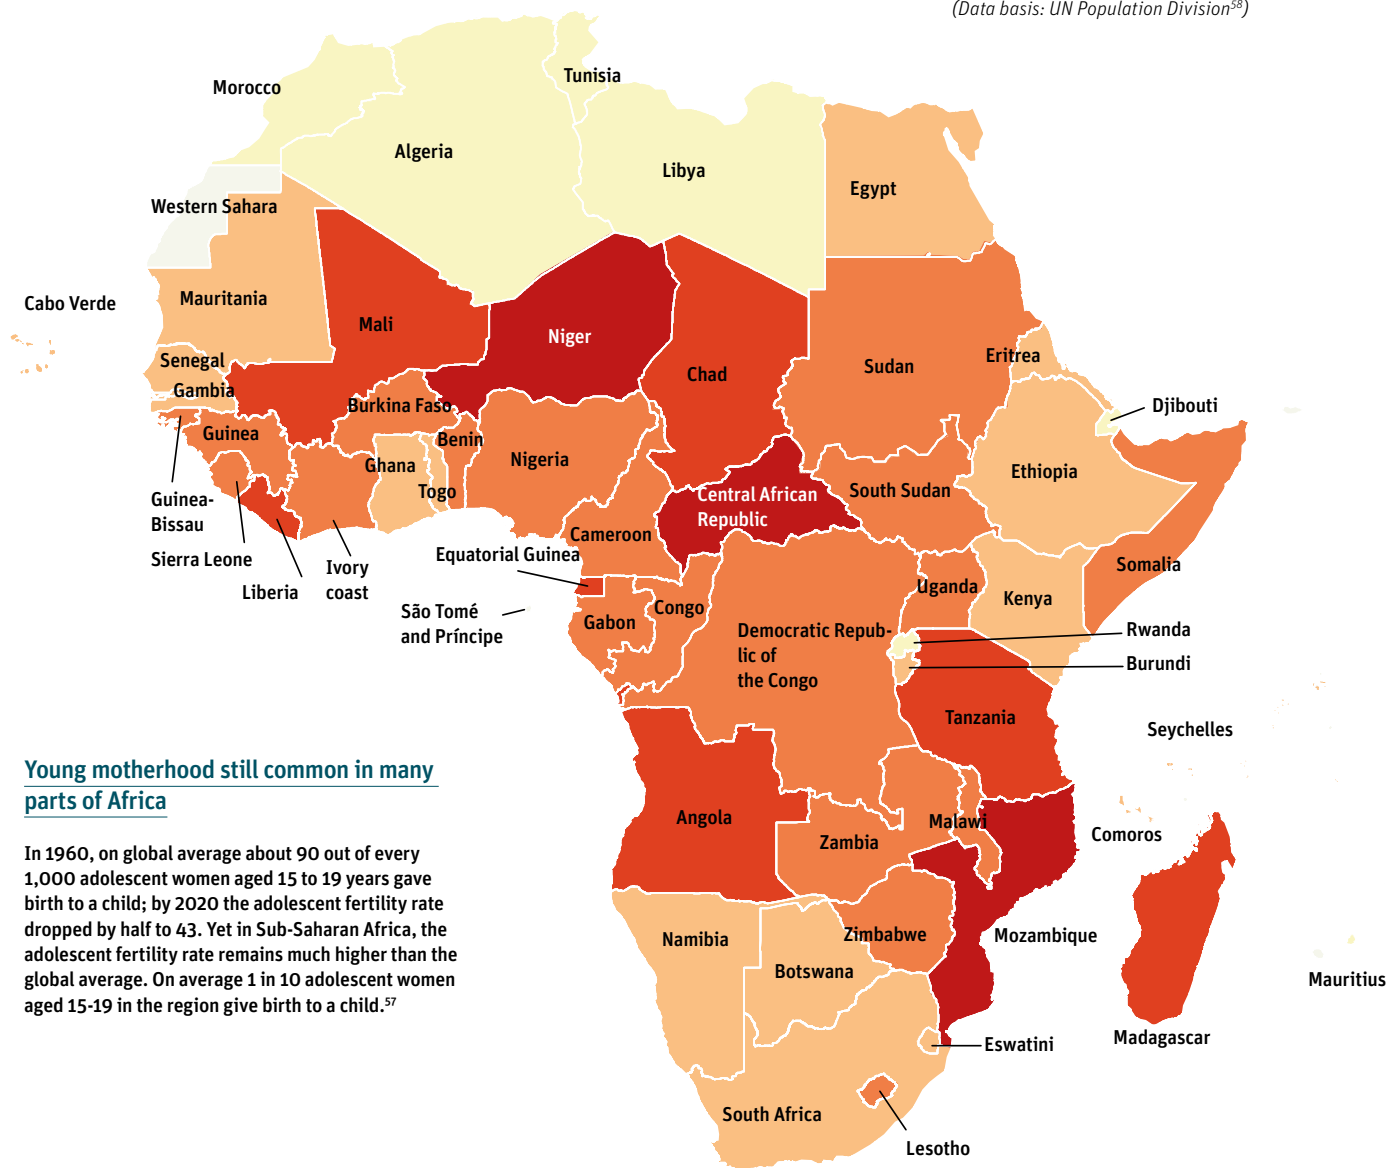 (Data basis: UN Population Division58)
Tunisia
Morocco
Algeria
Libya
Egypt
Western Sahara
Cabo Verde
Mauritania
Mali
Niger
Chad
Sudan
Eritrea
Senegal
Gambia
Burkina Faso
Djibouti
Guinea
Benin
Nigeria
Ghana
Togo
Ethiopia
Guinea-
Bissau
Central African
Republic
South Sudan
Sierra Leone
Liberia
Ivory
coast
Cameroon
Equatorial Guinea
Somalia
São Tomé
and Príncipe
Gabon
Congo
Uganda
Kenya
Democratic Repub-
lic of
the Congo
Rwanda
Burundi
Tanzania
Seychelles
Young motherhood still common in many
parts of Africa
In 1960, on global average about 90 out of every
1,000 adolescent women aged 15 to 19 years gave
birth to a child; by 2020 the adolescent fertility rate
dropped by half to 43. Yet in Sub-Saharan Africa, the
adolescent fertility rate remains much higher than the
global average. On average 1 in 10 adolescent women
aged 15-19 in the region give birth to a child.57
Angola
Malawi
Zambia
Comoros
Namibia
Zimbabwe
Mozambique
Botswana
Mauritius
Madagascar
Eswatini
South Africa
Lesotho